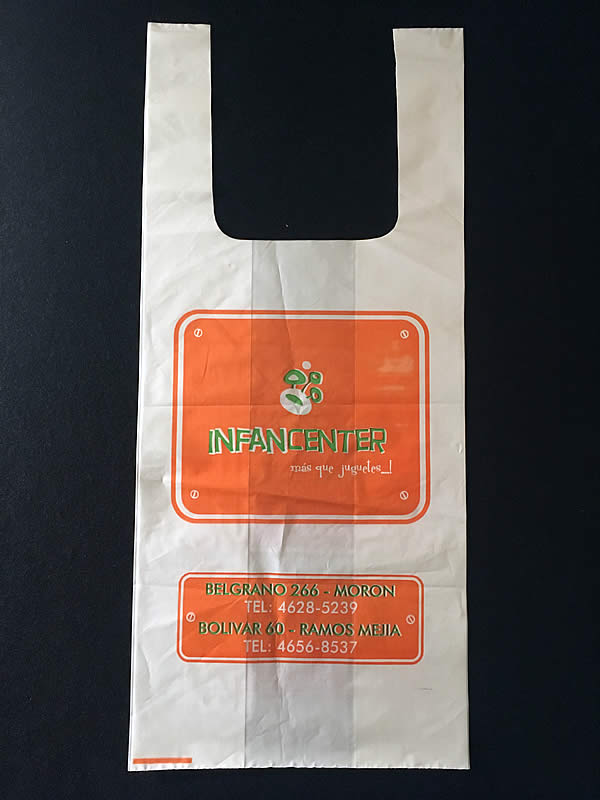 INFANCENTER
más que juguetes...!
BELGRANO 266 - MORON
TEL: 4628-5239
BOLIVAR 60 - RAMOS MEJIA
TEL: 4656-8537